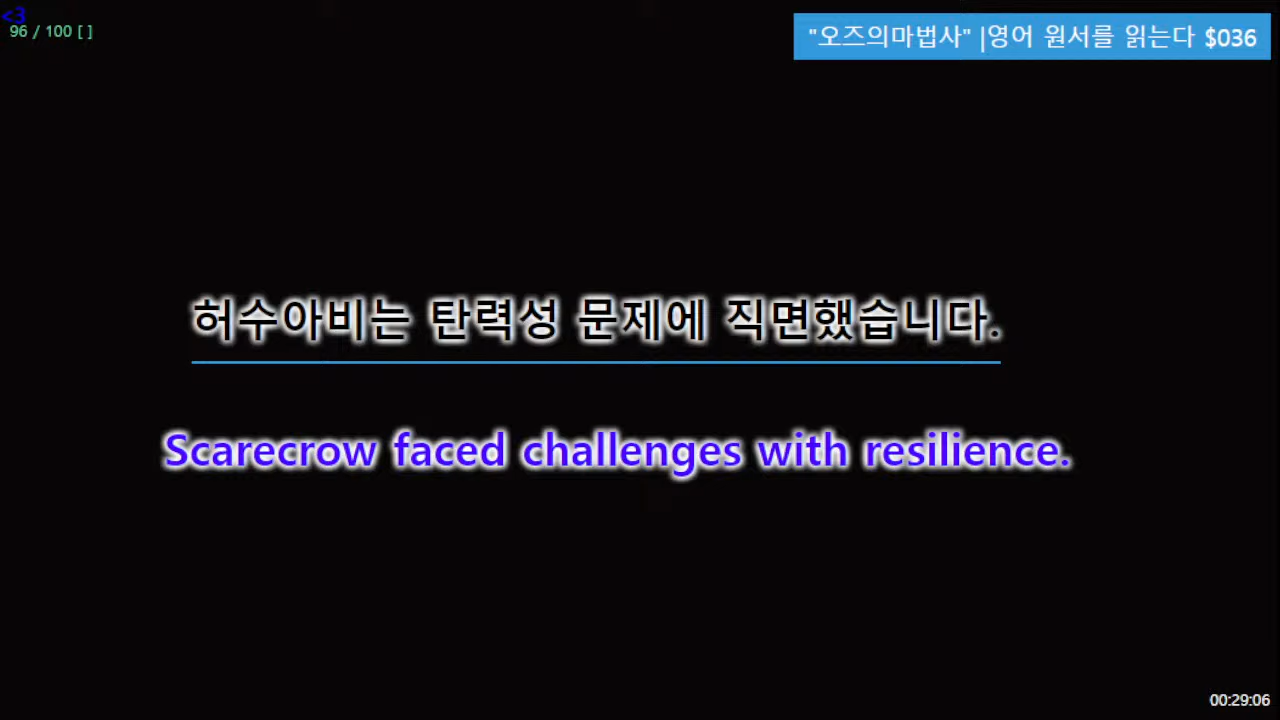 <3
96 / 100 [ ]
"오즈의마법사" |영어 원서를 읽는다 $036
허수아비는 탄력성 문제에 직면했습니다.
Scarecrow faced challenges with resilience.
00:29:06